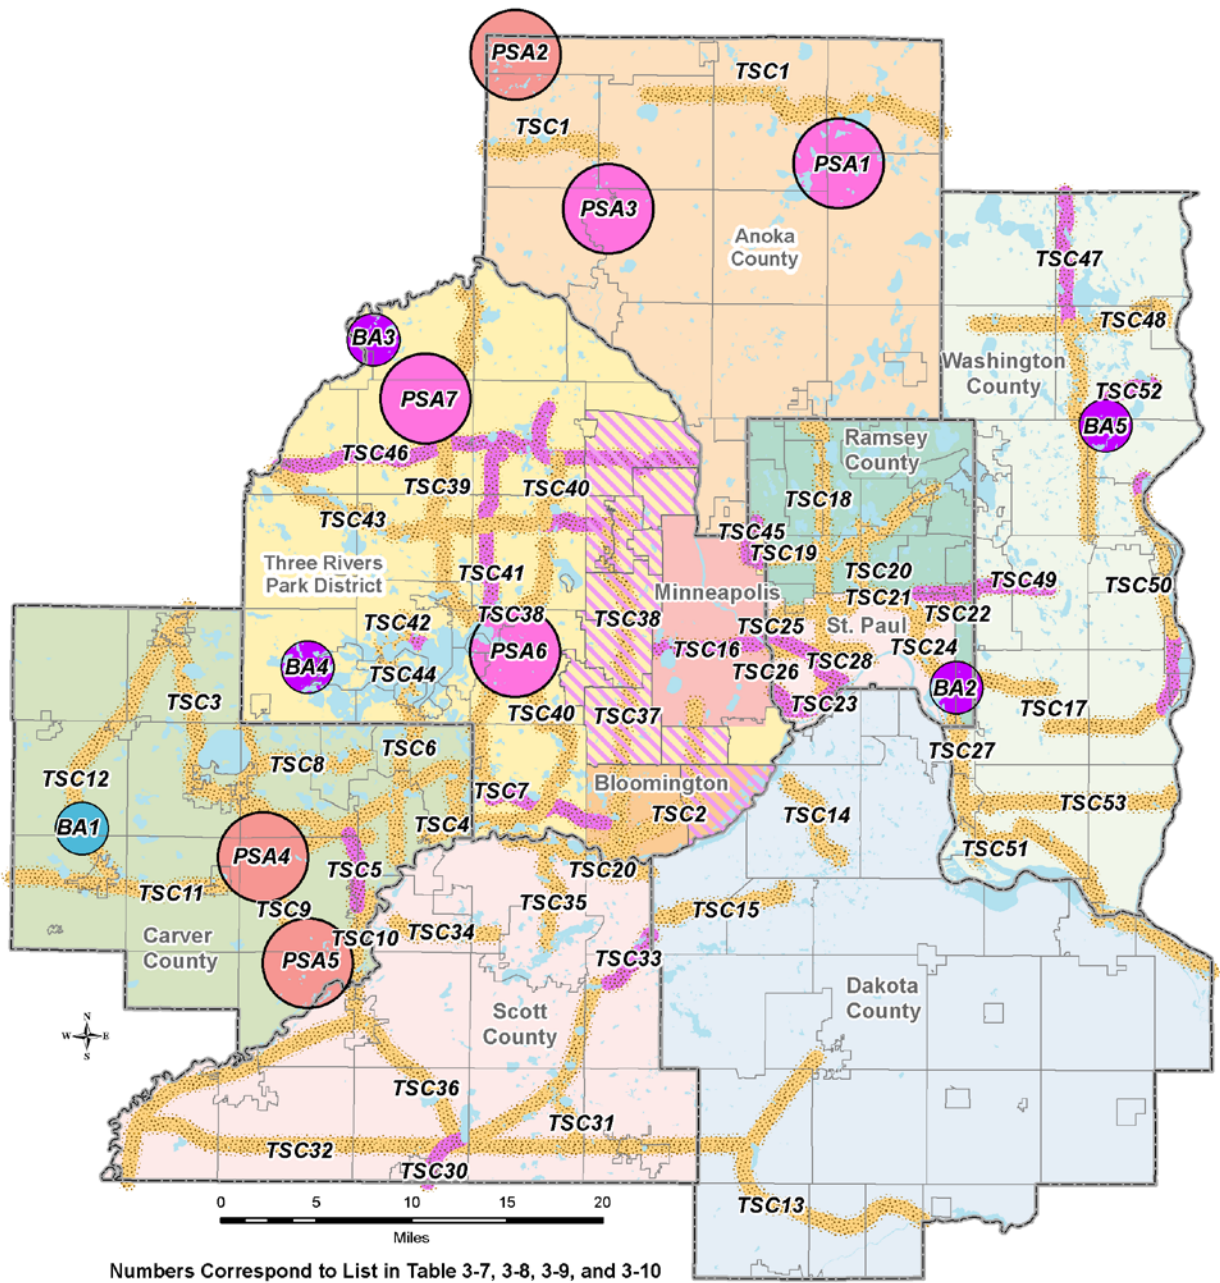 PSA2
TSC1
TSC1
PSA1
PSA3
Anoka
County
TSC47
BA3
TSC48
Washington
County
PSA7
TSC52
BA5
Ramsey
County
TSC46
TSC39
TSC40
TSC18
TSC43
TSC45
TSC19
Three Rivers
Park District
TSC41
TSC20
TSC49
TSC50
Minneapolis
TSC21
TSC38
TSC38
TSC22
TSC42
TSC25
St. Paul
PSA6
TSC16
TSC24
BA4
TSC44
TSC26
TSC28
BA2
TSC3
TSC40
TSC37
TSC23
TSC17
TSC6
TSC27
TSC8
TSC12
Bloomington
TSC7
TSC53
TSC2
TSC14
BA1
TSC4
TSC51
PSA4
TSC5
TSC20
TSC11
TSC9
TSC35
TSC15
Carver
County
TSC10
TSC34
PSA5
TSC33
Dakota
County
Scott
County
N
W E
S
TSC36
TSC31
TSC32
TSC30
TSC13
0 5 10 15 20
Miles
Numbers Correspond to List in Table 3-7, 3-8, 3-9, and 3-10